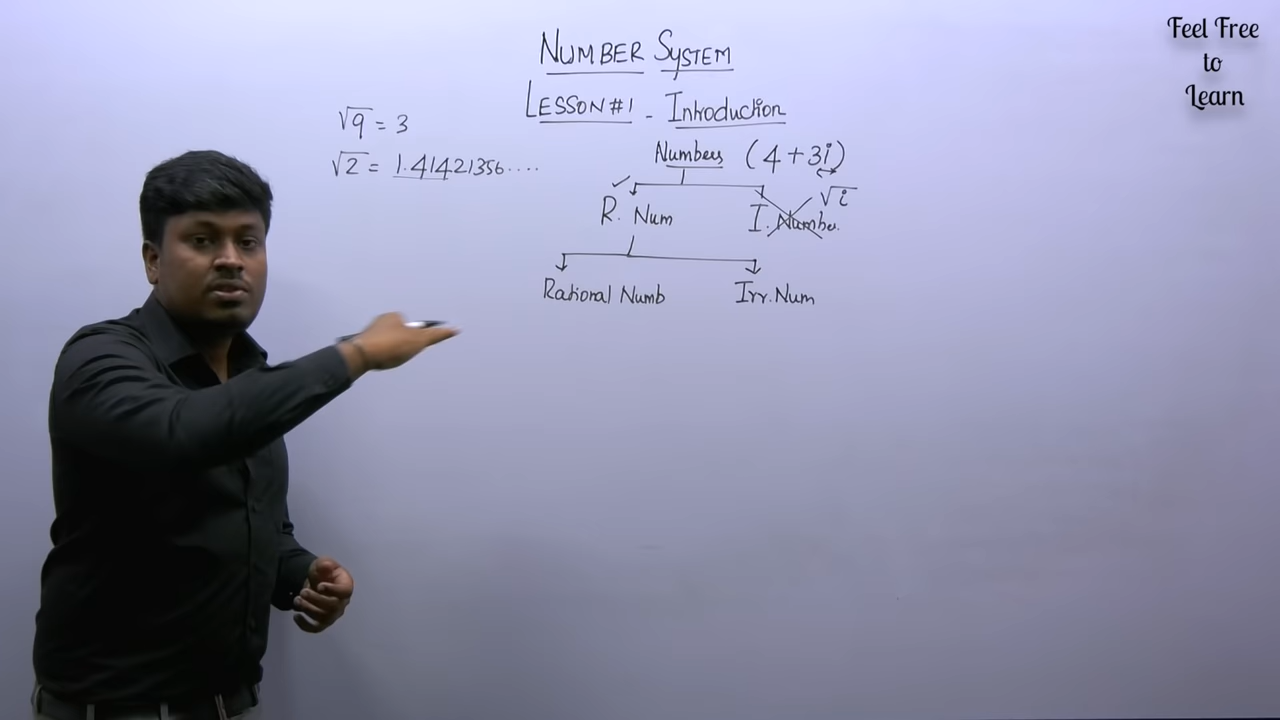 Feel Free
to
Learn
NUMBER SYSTEM
LESSON #1 - Introduction
√9 = 3
√2 = 1.41421356....
Numbers (4+3i)
✓
√i
R. Num
I. Number
Rational Numb
Irr. Num